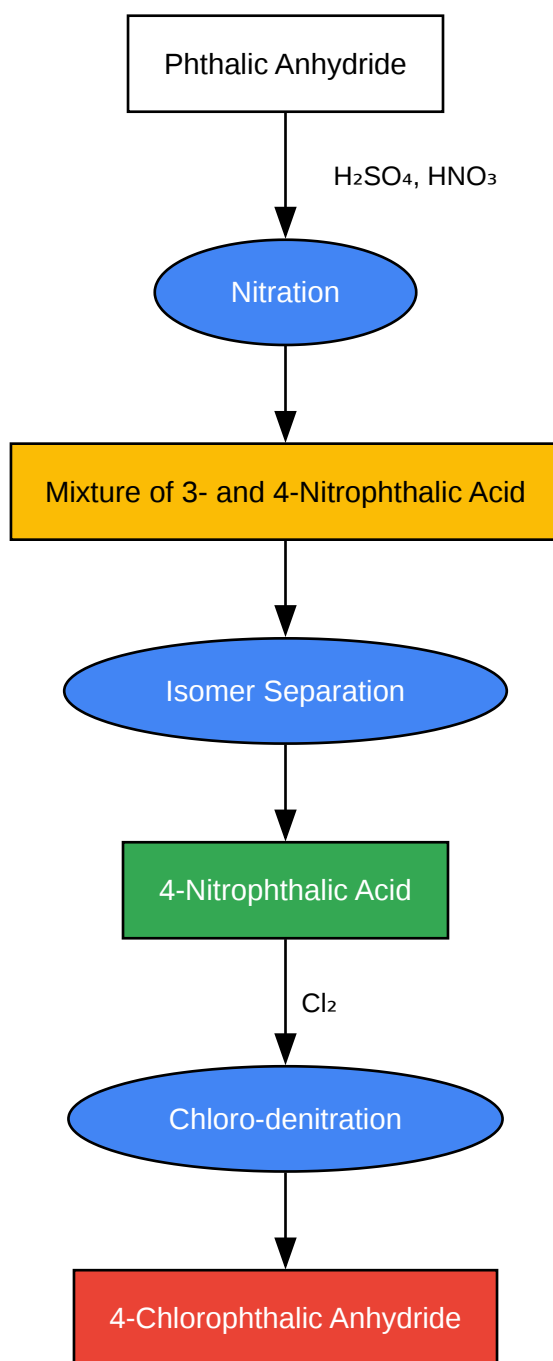 Phthalic Anhydride
H₂SO₄, HNO₃
Nitration
Mixture of 3- and 4-Nitrophthalic Acid
Isomer Separation
4-Nitrophthalic Acid
Cl₂
Chloro-denitration
4-Chlorophthalic Anhydride